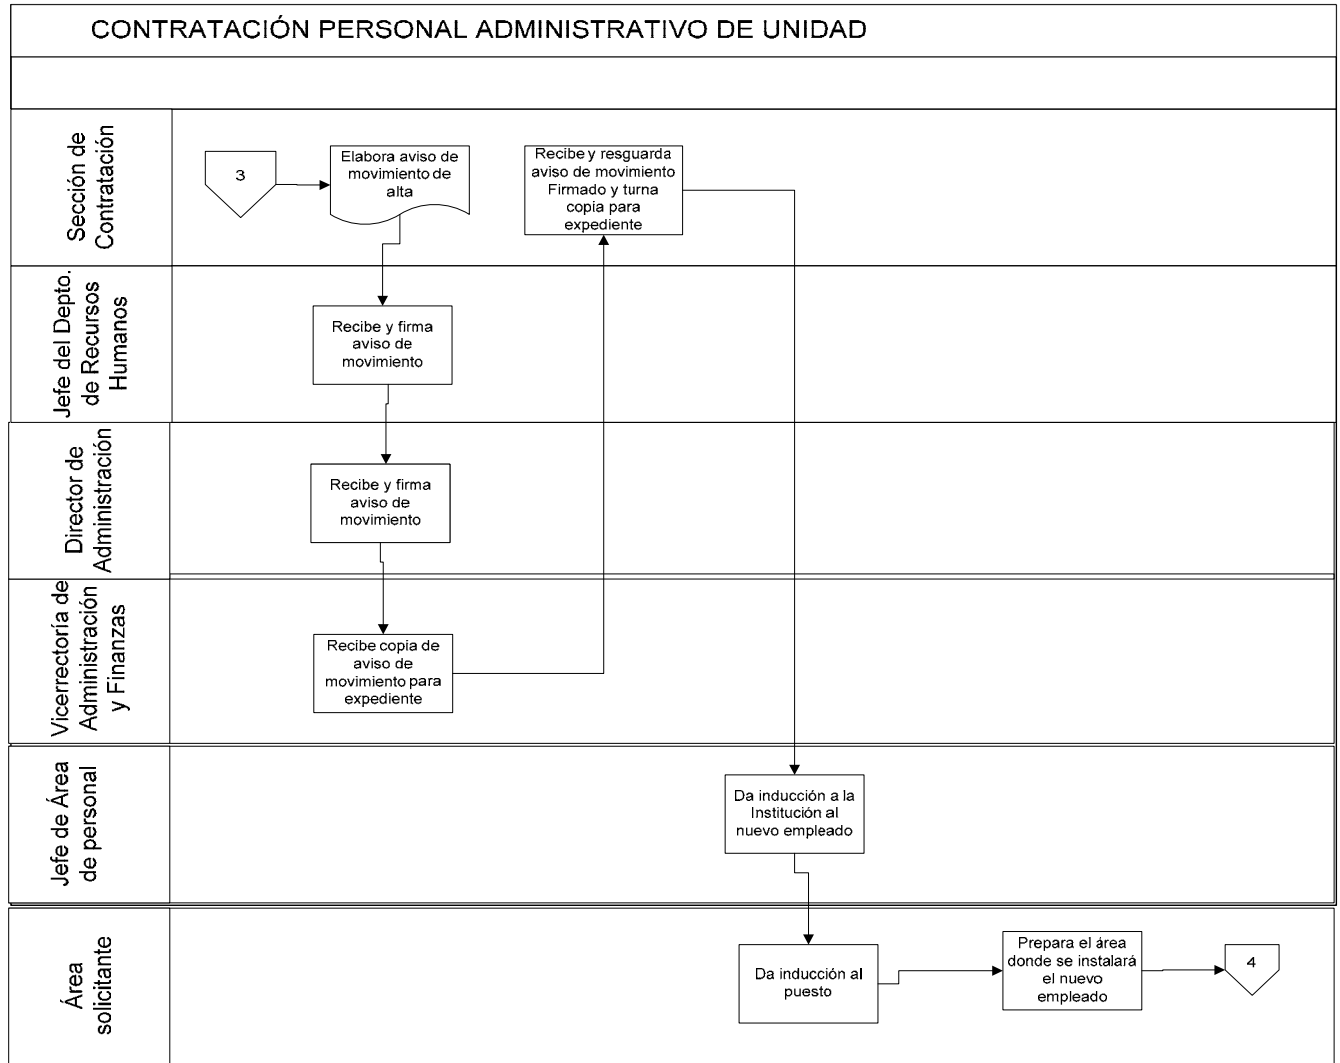 CONTRATACIÓN PERSONAL ADMINISTRATIVO DE UNIDAD
Sección de
Contratación
3
Elabora aviso de
movimiento de
alta
Recibe y resguarda
aviso de movimiento
Firmado y turna
copia para
expediente
Jefe del Depto.
de Recursos
Humanos
Recibe y firma
aviso de
movimiento
Director de
Administración
Recibe y firma
aviso de
movimiento
Vicerrectoría de
Administración
y Finanzas
Recibe copia de
aviso de
movimiento para
expediente
Jefe de Área
de personal
Da inducción a la
Institución al
nuevo empleado
Área
solicitante
Da inducción al
puesto
Prepara el área
donde se instalará
el nuevo
empleado
4